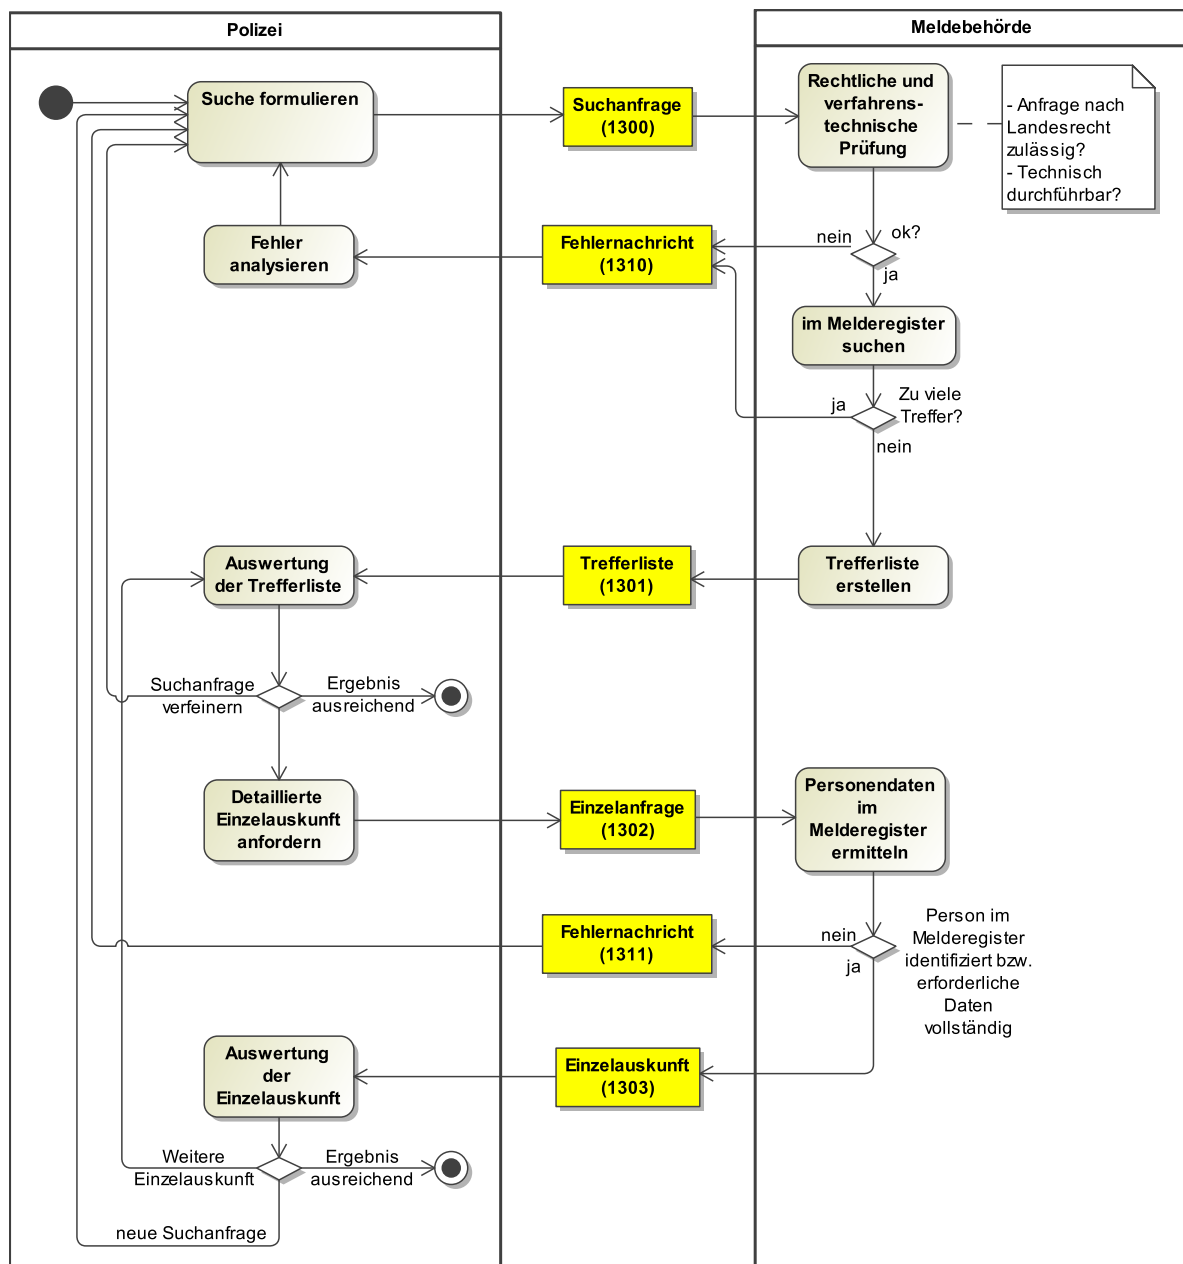 Polizei
Meldebehörde
Suche formulieren
Suchanfrage
(1300)
Rechtliche und
verfahrens-
technische
Prüfung
- Anfrage nach
Landesrecht
zulässig?
- Technisch
durchführbar?
nein
ok?
ja
Fehler
analysieren
Fehlernachricht
(1310)
im Melderegister
suchen
ja
Zu viele
Treffer?
nein
Auswertung
der Trefferliste
Trefferliste
(1301)
Trefferliste
erstellen
Suchanfrage
verfeinern
Ergebnis
ausreichend
Detaillierte
Einzelauskunft
anfordern
Einzelanfrage
(1302)
Personendaten
im
Melderegister
ermitteln
Fehlernachricht
(1311)
nein
ja
Person im
Melderegister
identifiziert bzw.
erforderliche
Daten
vollständig
Auswertung
der
Einzelauskunft
Einzelauskunft
(1303)
Weitere
Einzelauskunft
Ergebnis
ausreichend
neue Suchanfrage